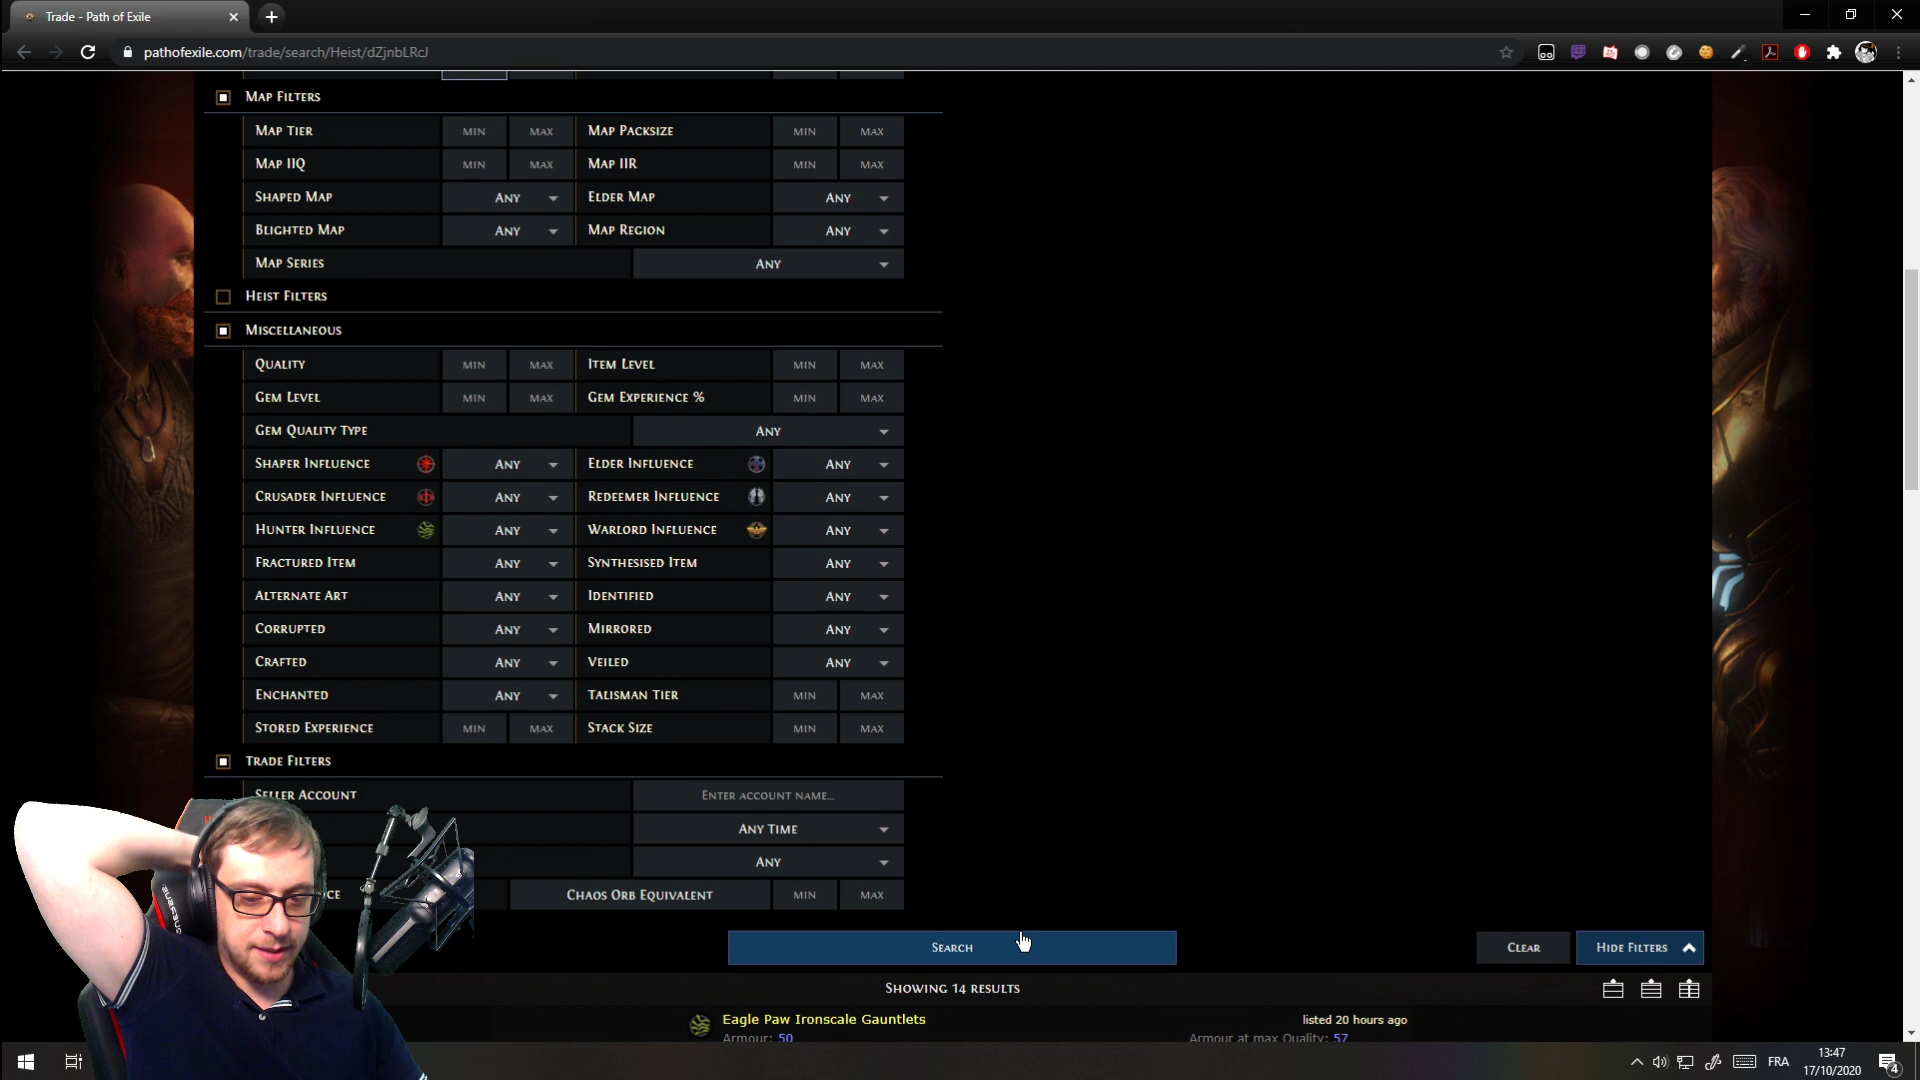 Trade - Path of Exile
pathofexile.com/trade/search/Heist/dZjnbLRcJ
Map Filters
Map Tier MIN MAX Map Packsize MIN MAX
Map IIQ MIN MAX Map IIR MIN MAX
Shaped Map Any Elder Map Any
Blighted Map Any Map Region Any
Map Series Any
Heist Filters
Miscellaneous
Quality MIN MAX Item Level MIN MAX
Gem Level MIN MAX Gem Experience % MIN MAX
Gem Quality Type Any
Shaper Influence Any Elder Influence Any
Crusader Influence Any Redeemer Influence Any
Hunter Influence Any Warlord Influence Any
Fractured Item Any Synthesised Item Any
Alternate Art Any Identified Any
Corrupted Any Mirrored Any
Crafted Any Veiled Any
Enchanted Any Talisman Tier MIN MAX
Stored Experience MIN MAX Stack Size MIN MAX
Trade Filters
Seller Account Enter account name...
Any Time
Any
ce Chaos Orb Equivalent MIN MAX
Search Clear Hide Filters
Showing 14 results
Eagle Paw Ironscale Gauntlets listed 20 hours ago
Armour: 50 Armour at max Quality: 57
FRA 13:47
17/10/2020 4